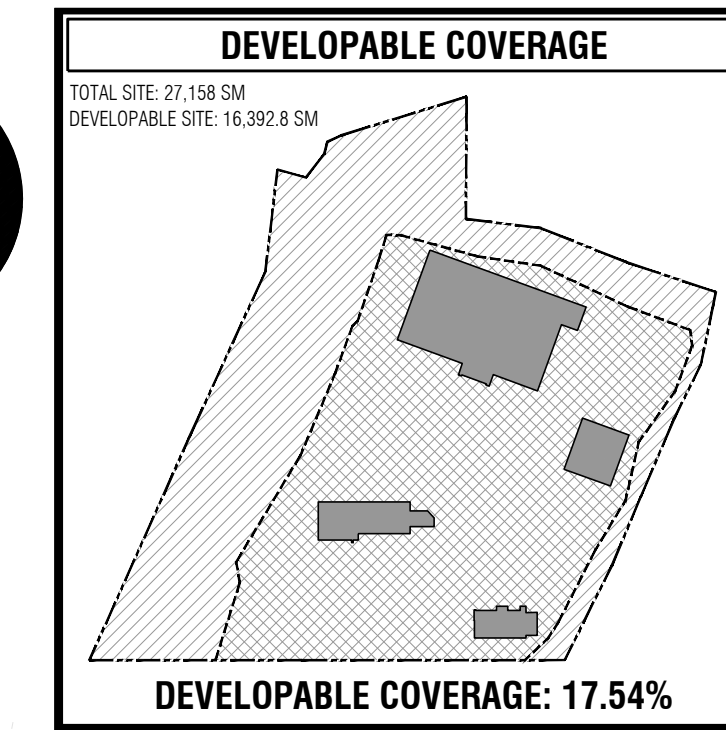 DEVELOPABLE COVERAGE
TOTAL SITE: 27,158 SM
DEVELOPABLE SITE: 16,392.8 SM
DEVELOPABLE COVERAGE: 17.54%